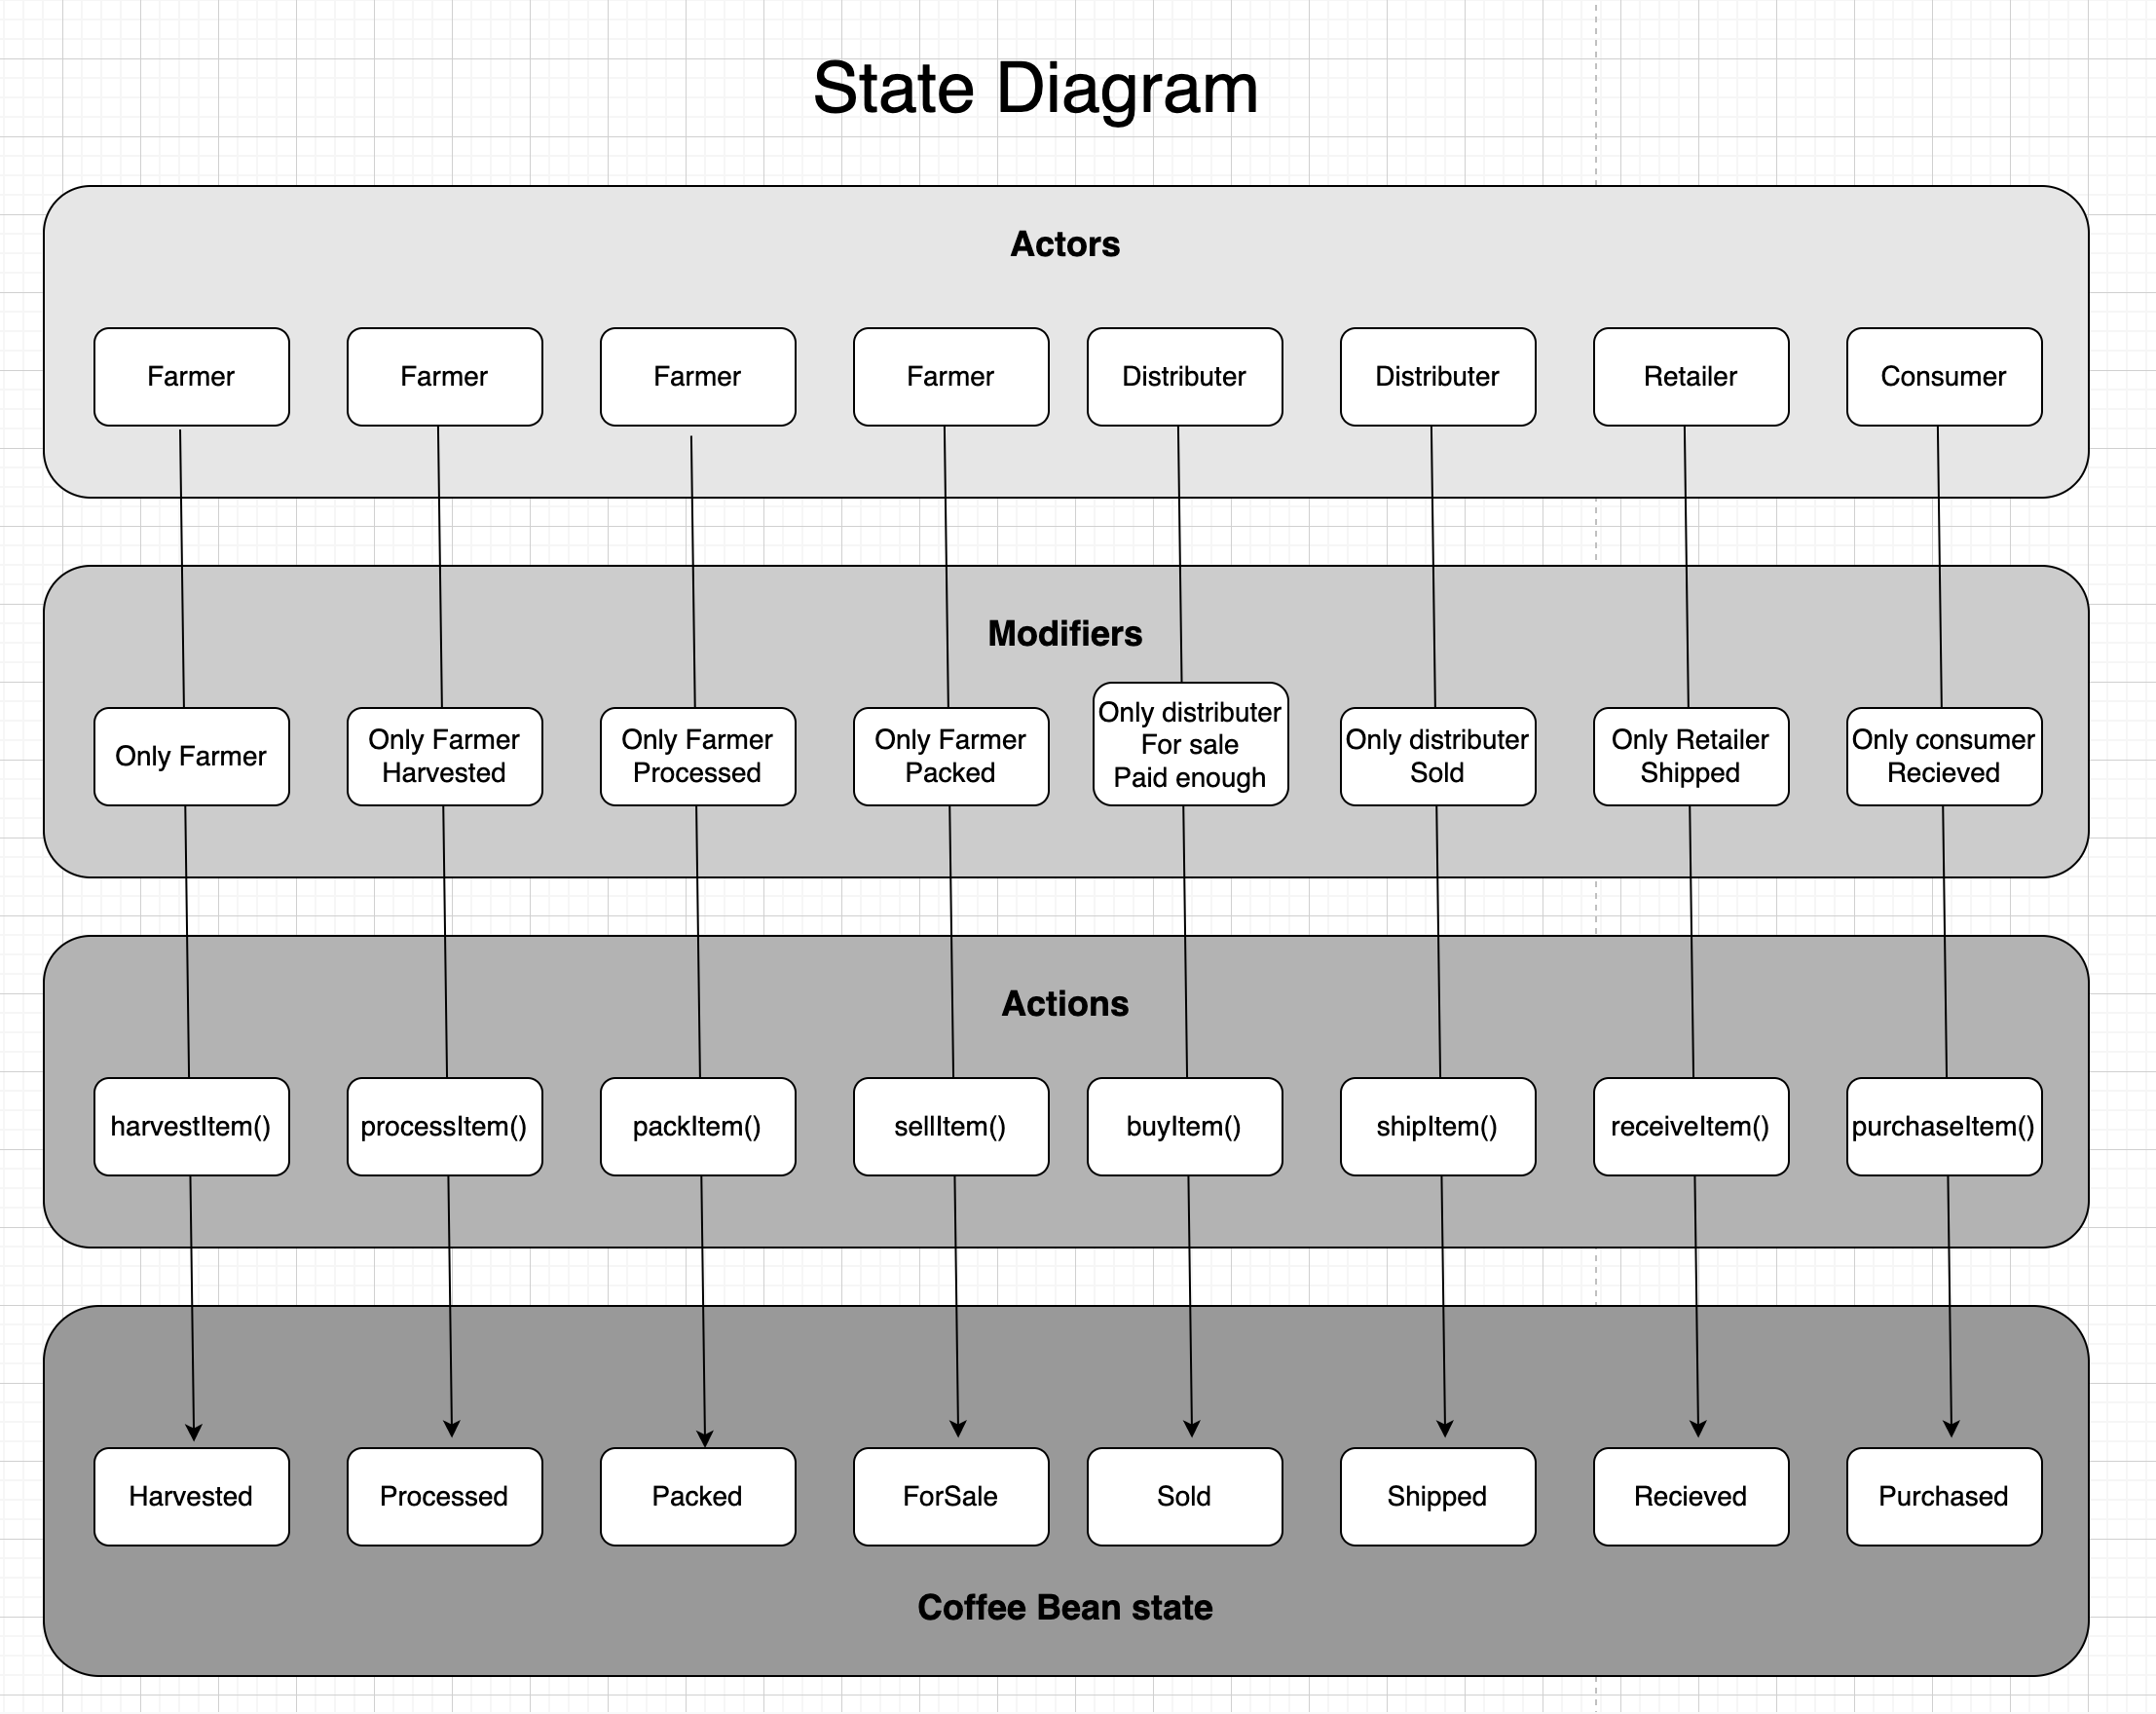 State Diagram
Actors
Farmer
Farmer
Farmer
Farmer
Distributer
Distributer
Retailer
Consumer
Modifiers
Only Farmer
Only Farmer
Harvested
Only Farmer
Processed
Only Farmer
Packed
Only distributer
For sale
Paid enough
Only distributer
Sold
Only Retailer
Shipped
Only consumer
Recieved
Actions
harvestItem()
processItem()
packItem()
sellItem()
buyItem()
shipItem()
receiveItem()
purchaseItem()
Harvested
Processed
Packed
ForSale
Sold
Shipped
Recieved
Purchased
Coffee Bean state